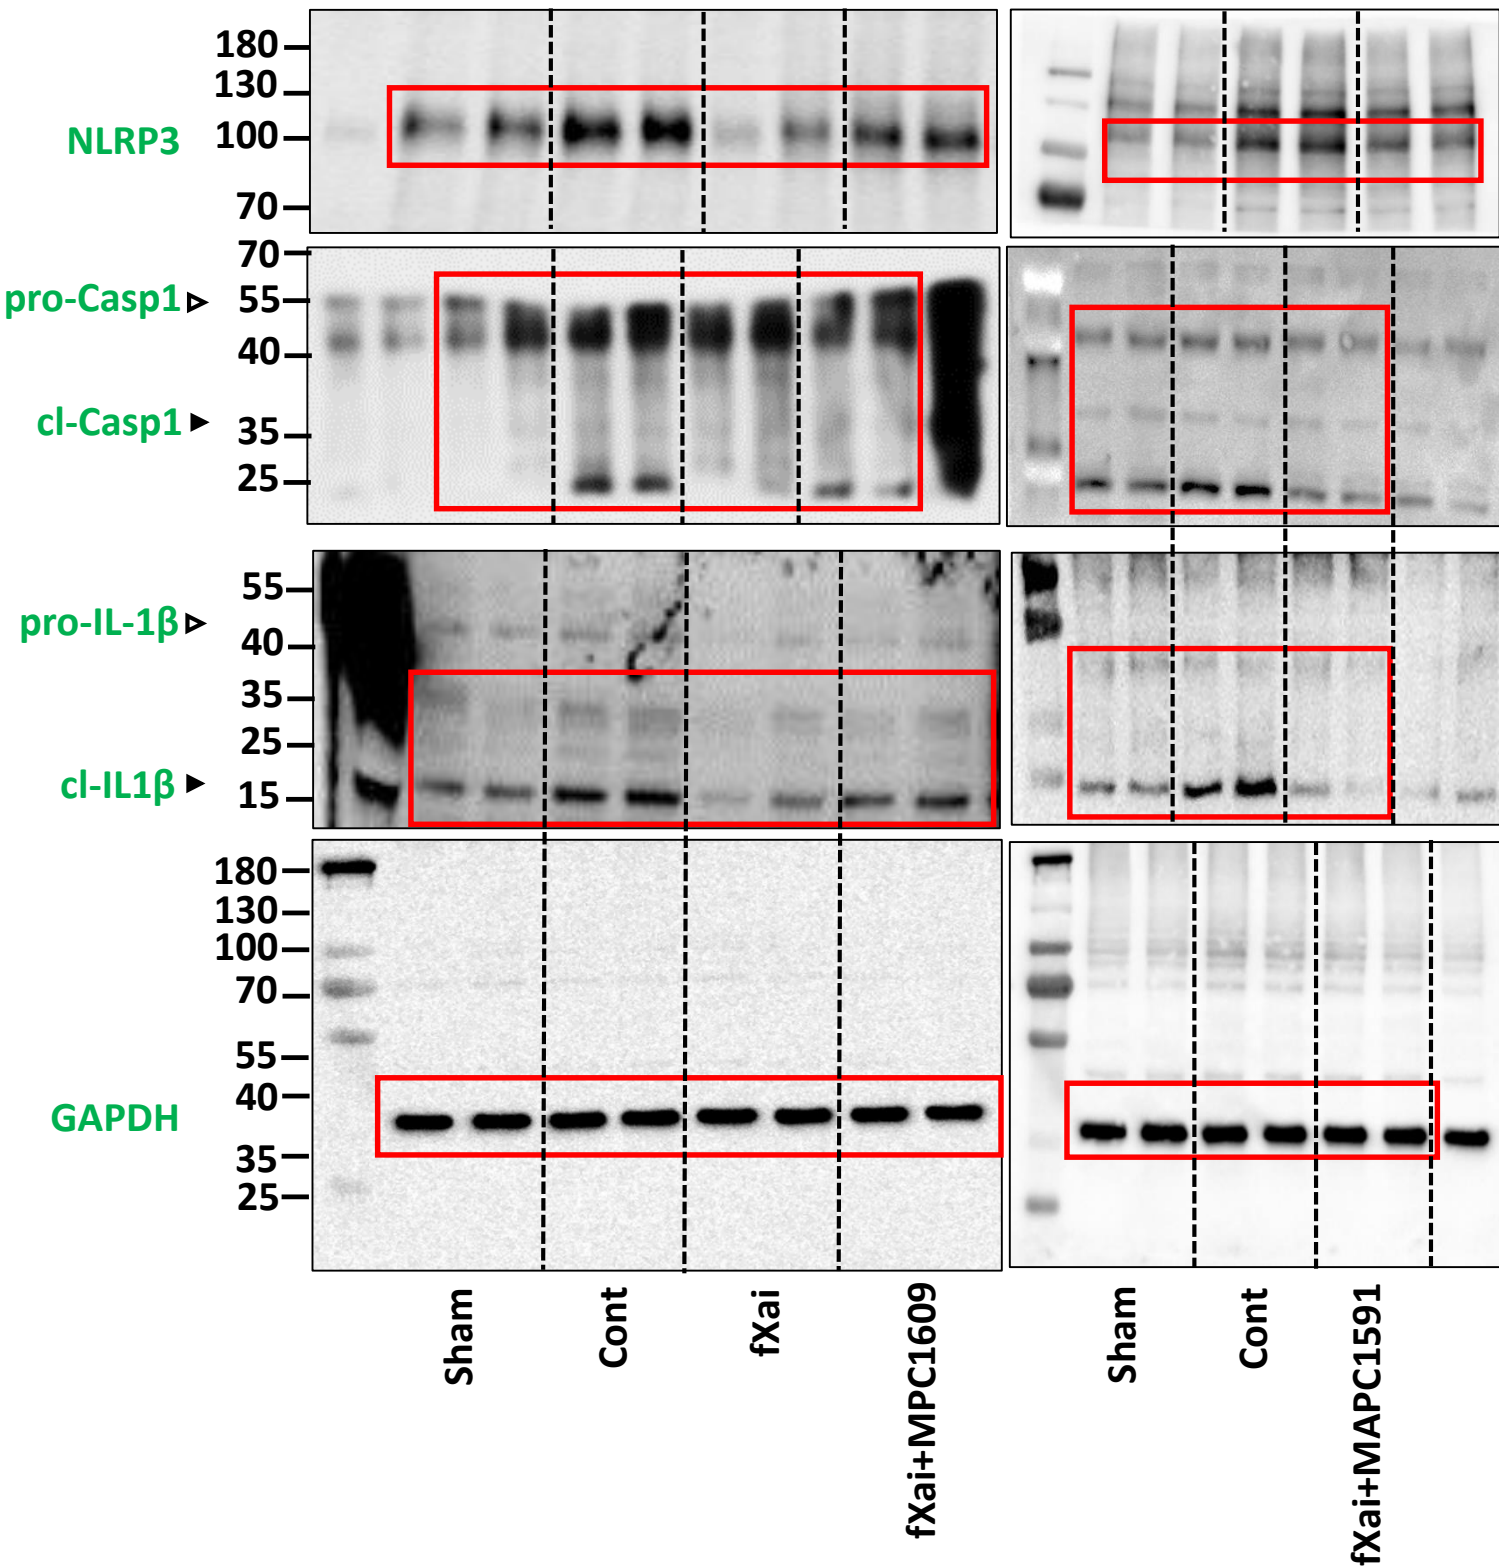 180
130
NLRP3
100
70
70
pro-Casp1
55
40
cl-Casp1
35
25
55
pro-IL-1β
40
35
25
cl-IL1β
15
180
130
100
70
55
40
GAPDH
35
25
Sham
Cont
fXai
fXai+MPC1609
Sham
Cont
fXai+MAPC1591